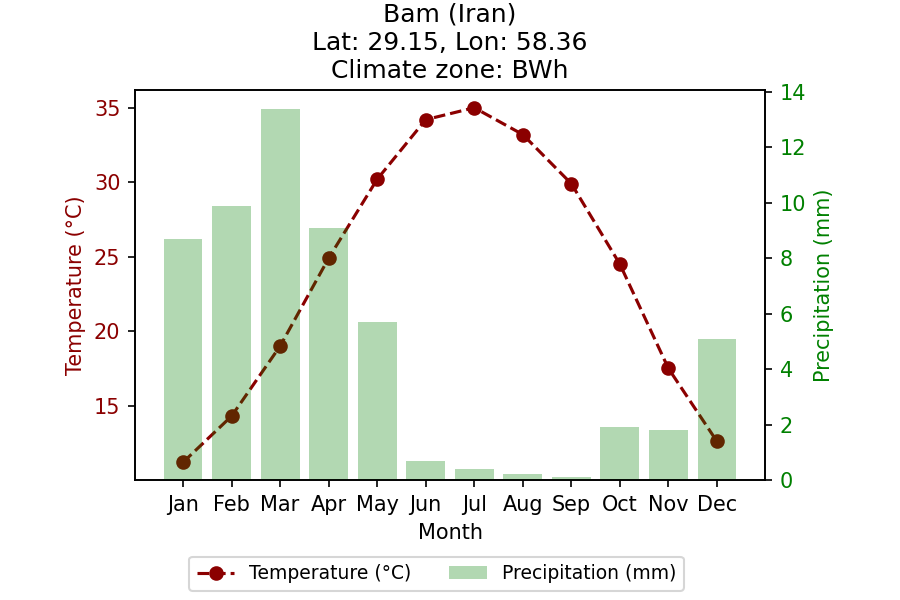 Bam (Iran)
Lat: 29.15, Lon: 58.36
Climate zone: BWh
Temperature (°C)
35
30
25
20
15
14
12
10
8
6
4
2
0
Precipitation (mm)
Jan Feb Mar Apr May Jun Jul Aug Sep Oct Nov Dec
Month
Temperature (°C) Precipitation (mm)